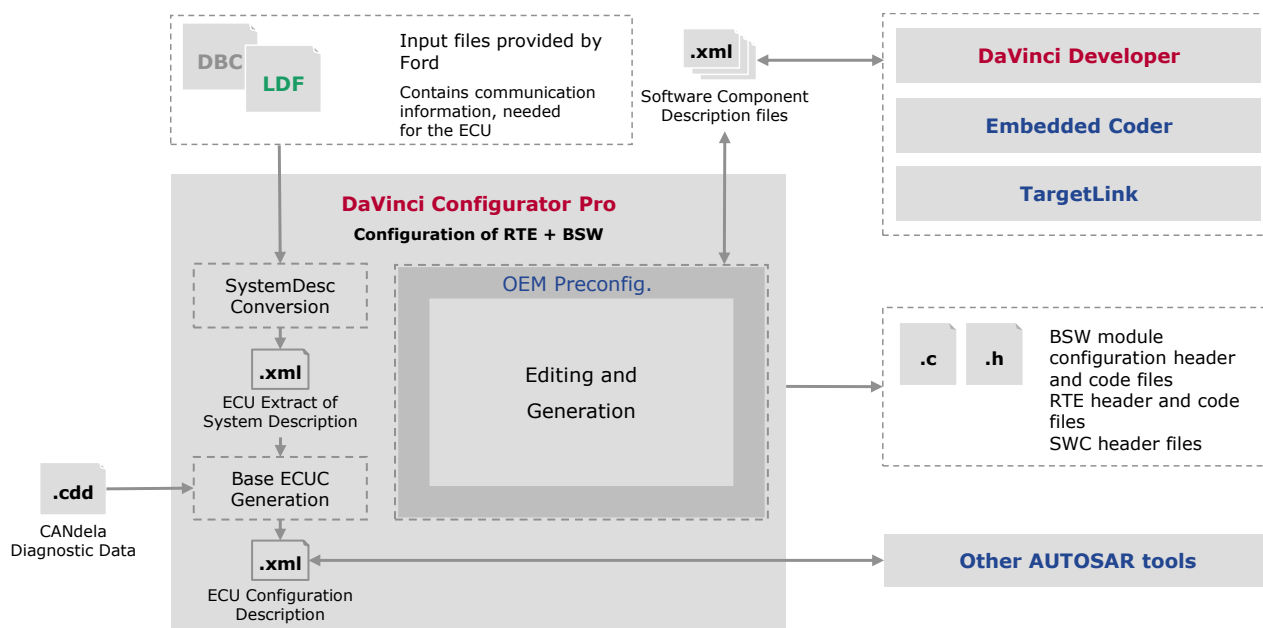 DBC
LDF
Input files provided by
Ford
Contains communication
information, needed
for the ECU
.xml
Software Component
Description files
DaVinci Developer
Embedded Coder
TargetLink
DaVinci Configurator Pro
Configuration of RTE + BSW
SystemDesc
Conversion
.xml
ECU Extract of
System Description
Base ECUC
Generation
.xml
ECU Configuration
Description
OEM Preconfig.
Editing and
Generation
.cdd
CANdela
Diagnostic Data
.c
.h
BSW module
configuration header
and code files
RTE header and code
files
SWC header files
Other AUTOSAR tools